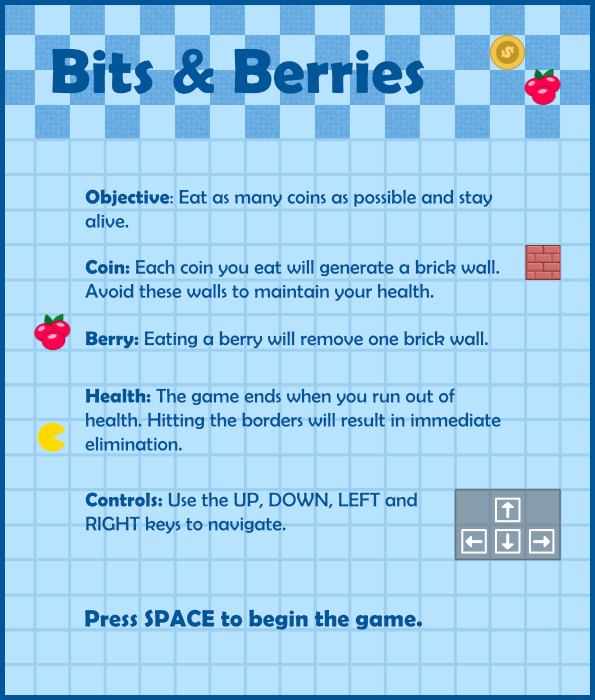 Bits & Berries
Objective: Eat as many coins as possible and stay
alive.
Coin: Each coin you eat will generate a brick wall.
Avoid these walls to maintain your health.
Berry: Eating a berry will remove one brick wall.
Health: The game ends when you run out of
health. Hitting the borders will result in immediate
elimination.
Controls: Use the UP, DOWN, LEFT and
RIGHT keys to navigate.
Press SPACE to begin the game.